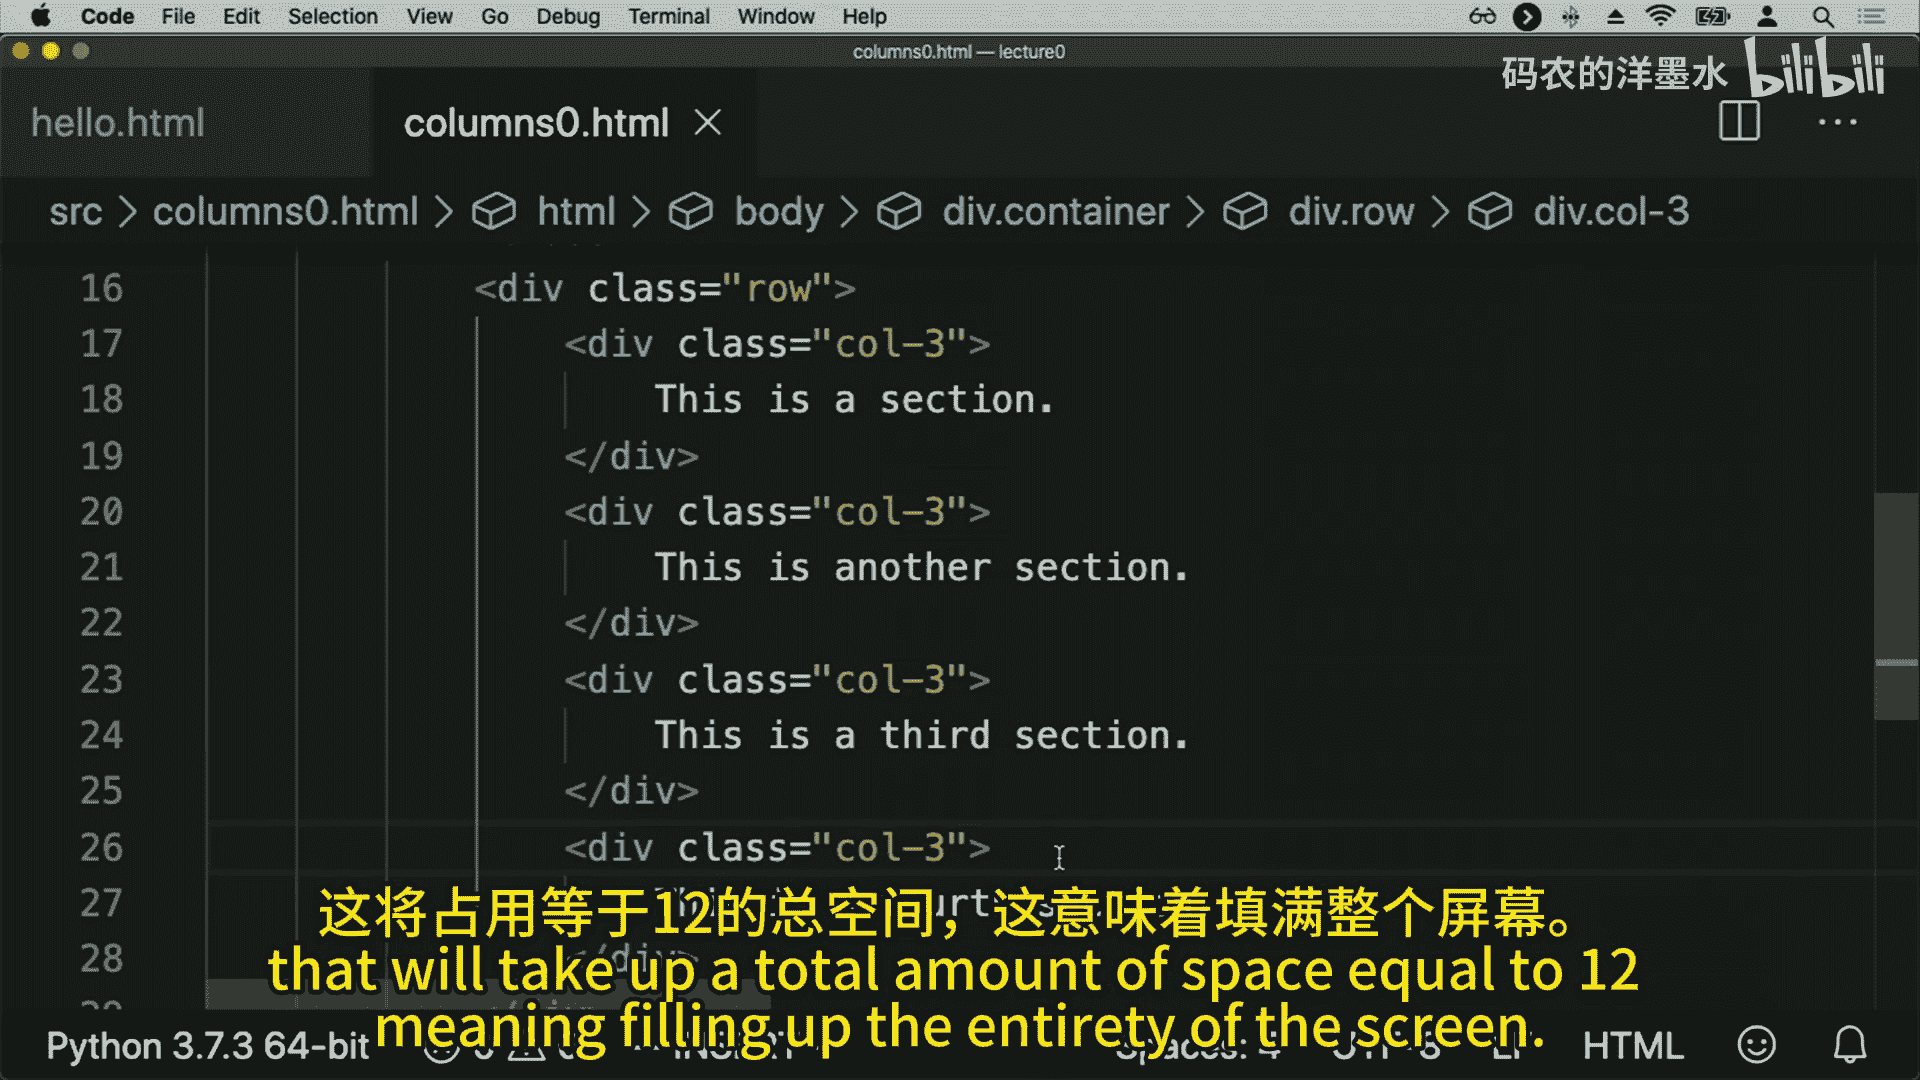 Code File Edit Selection View Go Debug Terminal Window Help
columns0.html — lecture0
码农的洋墨水 bilibili
hello.html columns0.html
src > columns0.html > html > body > div.container > div.row > div.col-3
16 <div class="row">
17 <div class="col-3">
18 This is a section.
19 </div>
20 <div class="col-3">
21 This is another section.
22 </div>
23 <div class="col-3">
24 This is a third section.
25 </div>
26 <div class="col-3">
27
28 </div>
这将占用等于12的总空间，这意味着填满整个屏幕。
that will take up a total amount of space equal to 12
meaning filling up the entirety of the screen.
Python 3.7.3 64-bit Spaces: 4 UTF-8 LF HTML